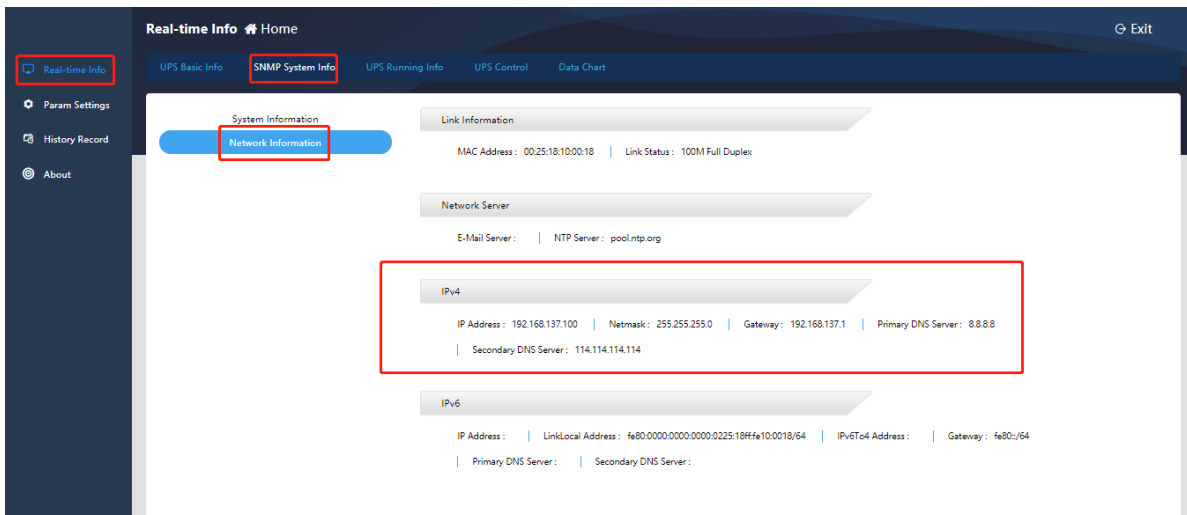 Real-time Info Home
Exit
Real-time Info
Param Settings
History Record
About
UPS Basic Info SNMP System Info UPS Running Info UPS Control Data Chart
System Information
Network Information
Link Information
MAC Address : 00:25:18:10:00:18 | Link Status : 100M Full Duplex
Network Server
E-Mail Server : | NTP Server : pool.ntp.org
IPv4
IP Address : 192.168.137.100 | Netmask : 255.255.255.0 | Gateway : 192.168.137.1 | Primary DNS Server : 8.8.8.8
| Secondary DNS Server : 114.114.114.114
IPv6
IP Address : | LinkLocal Address : fe80:0000:0000:0000:0225:18ff:fe10:0018/64 | IPv6To4 Address : | Gateway : fe80::/64
| Primary DNS Server : | Secondary DNS Server :